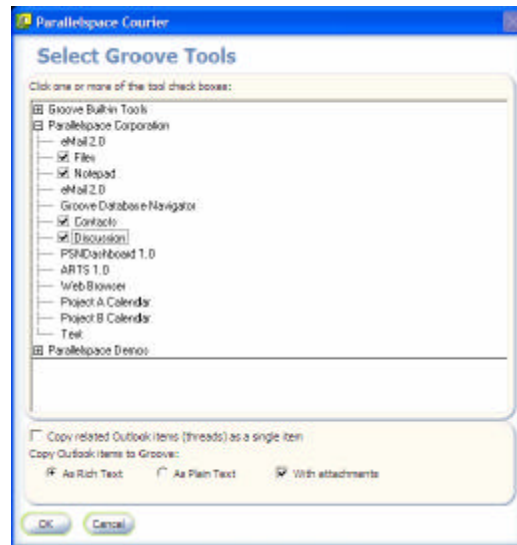 Parallelspace Courier
Select Groove Tools
Click one or more of the tool check boxes:
Groove Built-in Tools
Parallelspace Corporation
eMail 2.0
Files
Notepad
eMail 2.0
Groove Database Navigator
Contacts
Discussion
PSNDashboard 1.0
ARTS 1.0
Web Browser
Project A Calendar
Project B Calendar
Parallelspace Demos
Copy related Outlook items (threads) as a single item
Copy Outlook items to Groove:
As Rich Text As Plain Text With attachments
OK Cancel